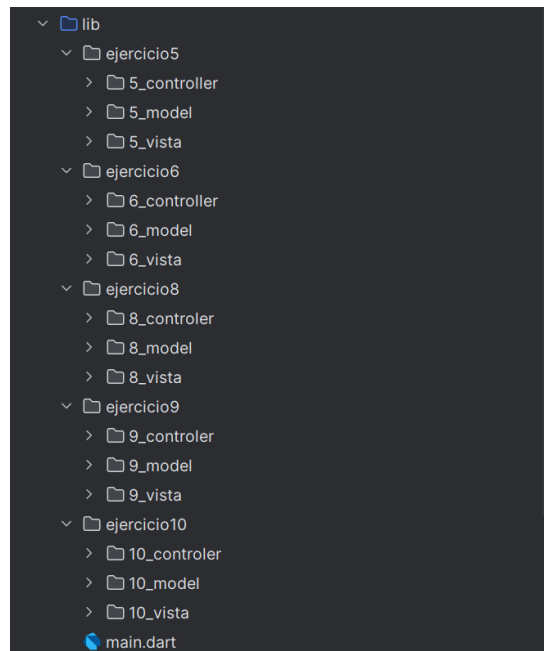 lib
ejercicio5
5_controller
5_model
5_vista
ejercicio6
6_controller
6_model
6_vista
ejercicio8
8_controler
8_model
8_vista
ejercicio9
9_controler
9_model
9_vista
ejercicio10
10_controler
10_model
10_vista
main.dart